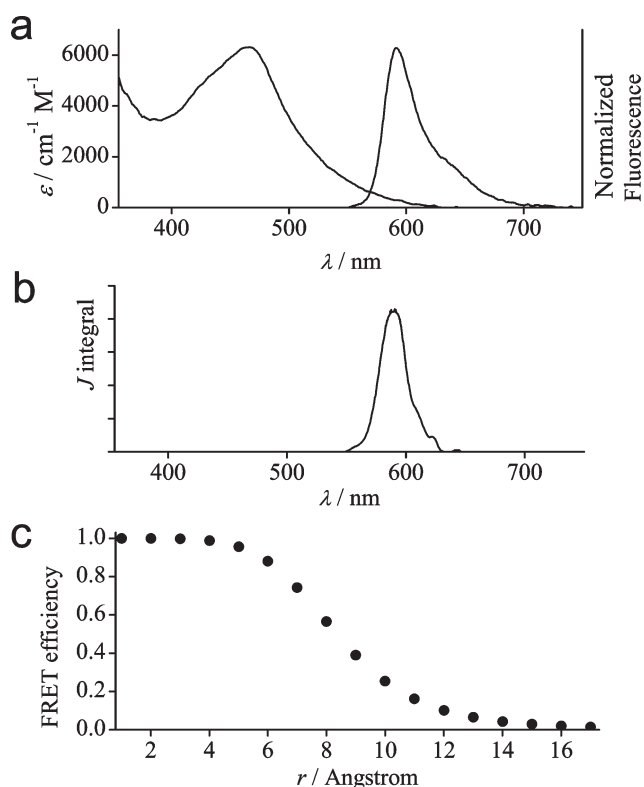 a
6000
4000
2000
0
ε / cm⁻¹ M⁻¹
Normalized
Fluorescence
400 500 600 700
λ / nm
b
J integral
400 500 600 700
λ / nm
c
1.0
0.8
0.6
0.4
0.2
0.0
FRET efficiency
2 4 6 8 10 12 14 16
r / Angstrom